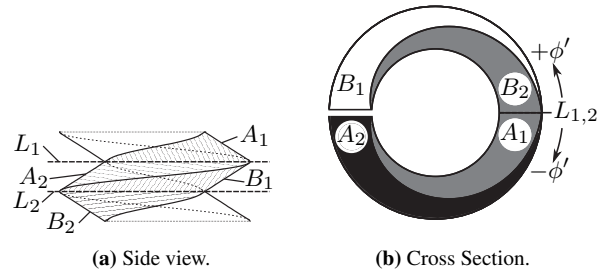 L₁
A₁
A₂
B₁
L₂
B₂
(a) Side view.
+ϕ′
B₁
B₂
L₁,₂
A₂
A₁
−ϕ′
(b) Cross Section.